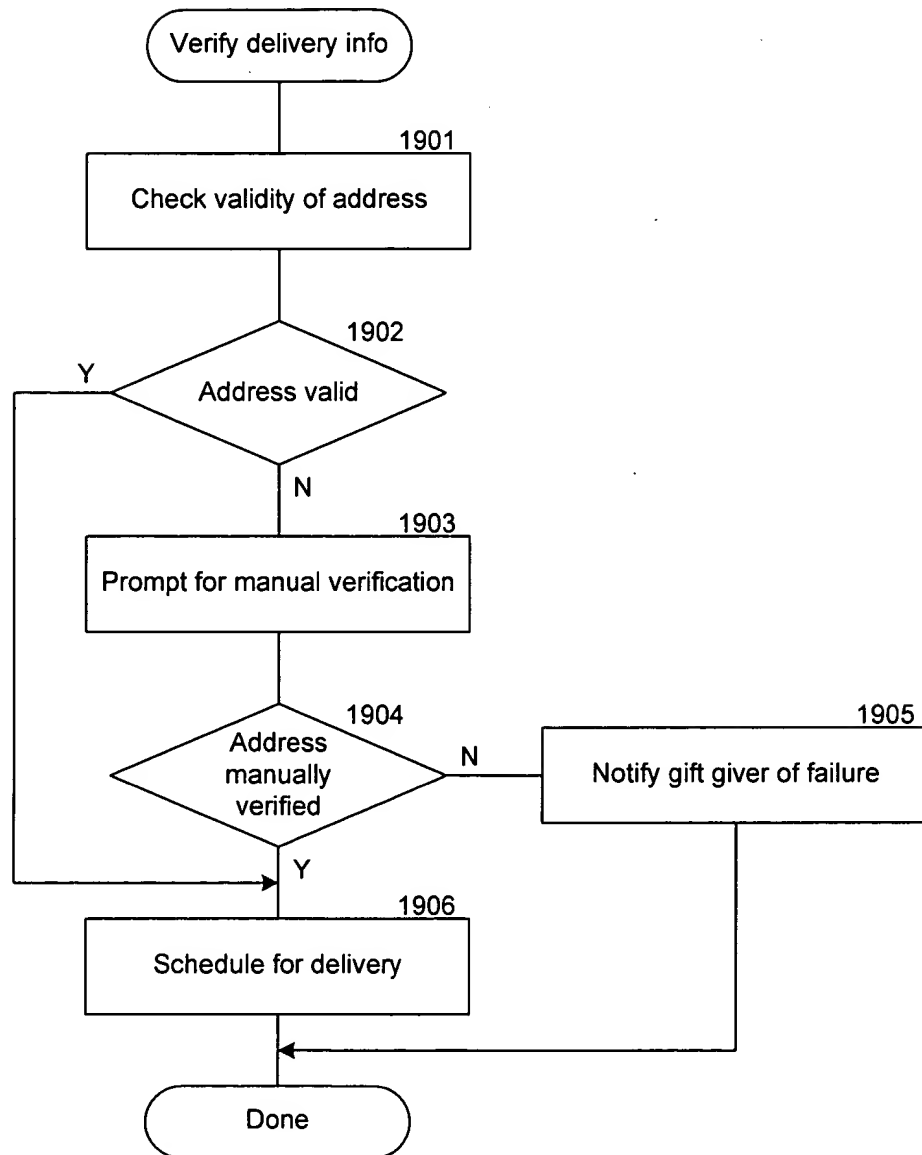 Verify delivery info
1901
Check validity of address
1902
Y
Address valid
N
1903
Prompt for manual verification
1904
Address
manually
verified
N
1905
Notify gift giver of failure
Y
1906
Schedule for delivery
Done